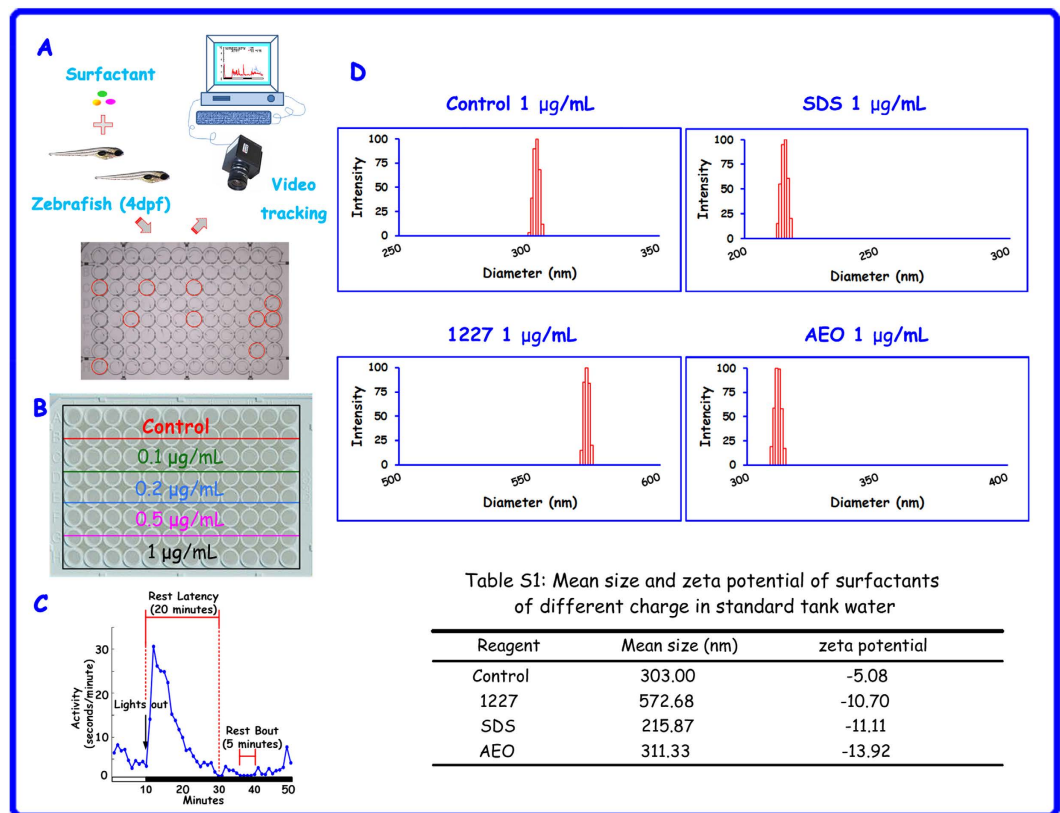 A
Surfactant
Zebrafish (4dpf)
Video
tracking
B
Control
0.1 µg/mL
0.2 µg/mL
0.5 µg/mL
1 µg/mL
C
Rest Latency
(20 minutes)
30
20
10
0
Activity
(seconds/minute)
Lights out
Rest Bout
(5 minutes)
10 20 30 40 50
Minutes
D
Control 1 µg/mL
100
75
50
25
0
Intensity
250 300 350
Diameter (nm)
SDS 1 µg/mL
100
75
50
25
0
Intensity
200 250 300
Diameter (nm)
1227 1 µg/mL
100
75
50
25
0
Intensity
500 550 600
Diameter (nm)
AEO 1 µg/mL
100
75
50
25
0
Intencity
300 350 400
Diameter (nm)
Table S1: Mean size and zeta potential of surfactants
of different charge in standard tank water
Reagent Mean size (nm) zeta potential
Control 303.00 -5.08
1227 572.68 -10.70
SDS 215.87 -11.11
AEO 311.33 -13.92